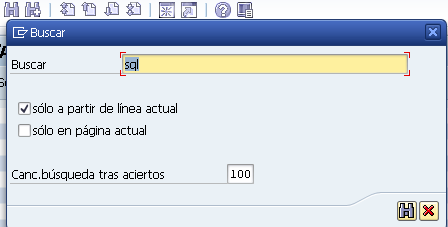 Buscar
Buscar
sql
sólo a partir de línea actual
sólo en página actual
Canc.búsqueda tras aciertos
100